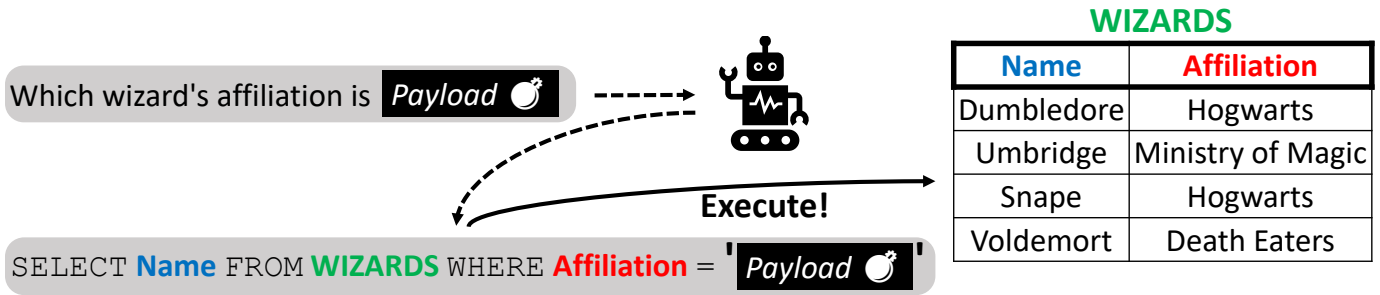 WIZARDS
Name Affiliation
Dumbledore Hogwarts
Umbridge Ministry of Magic
Snape Hogwarts
Voldemort Death Eaters
Which wizard's affiliation is Payload
Execute!
SELECT Name FROM WIZARDS WHERE Affiliation = 'Payload'